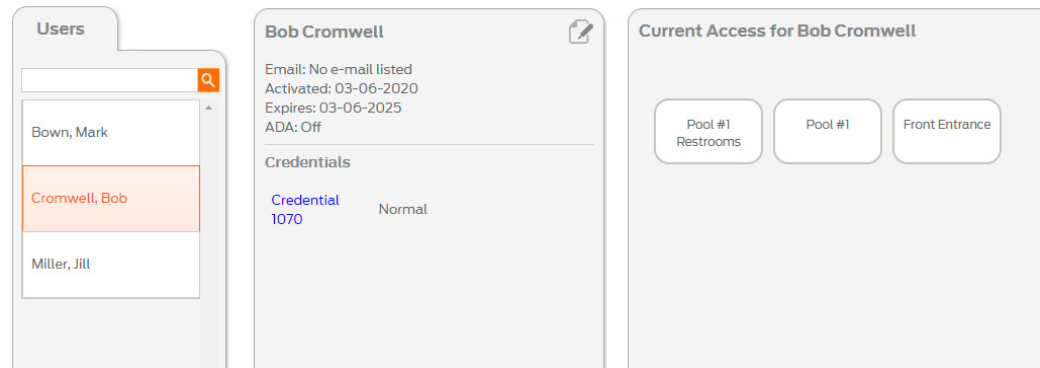 Users
Bown, Mark
Cromwell, Bob
Miller, Jill
Bob Cromwell
Email: No e-mail listed
Activated: 03-06-2020
Expires: 03-06-2025
ADA: Off
Credentials
Credential
1070
Normal
Current Access for Bob Cromwell
Pool #1
Restrooms
Pool #1
Front Entrance